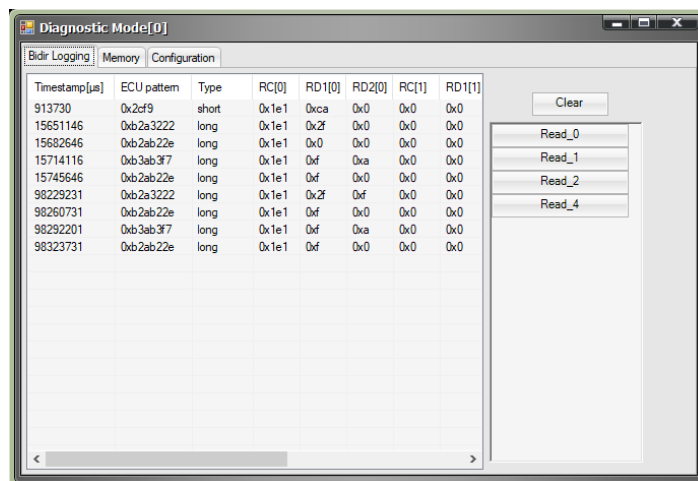 Diagnostic Mode[0]
Bidir Logging Memory Configuration
Timestamp[µs] ECU pattern Type RC[0] RD1[0] RD2[0] RC[1] RD1[1]
913730 0x2cf9 short 0x1e1 0xca 0x0 0x0 0x0
15651146 0xb2a3222 long 0x1e1 0x2f 0x0 0x0 0x0
15682646 0xb2ab22e long 0x1e1 0x0 0x0 0x0 0x0
15714116 0xb3ab3f7 long 0x1e1 0xf 0xa 0x0 0x0
15745646 0xb2ab22e long 0x1e1 0xf 0x0 0x0 0x0
98229231 0xb2a3222 long 0x1e1 0x2f 0xf 0x0 0x0
98260731 0xb2ab22e long 0x1e1 0xf 0x0 0x0 0x0
98292201 0xb3ab3f7 long 0x1e1 0xf 0xa 0x0 0x0
98323731 0xb2ab22e long 0x1e1 0xf 0x0 0x0 0x0
Clear
Read_0
Read_1
Read_2
Read_4